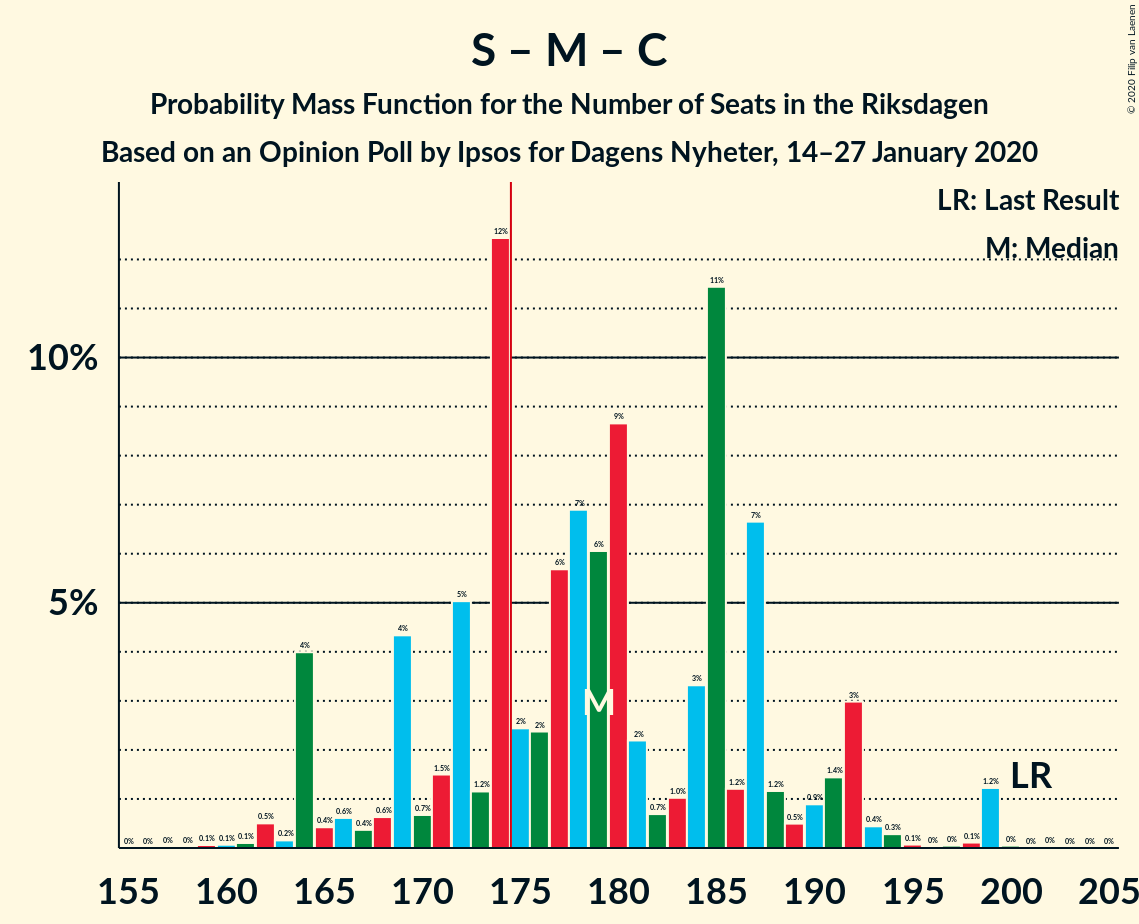 S – M – C
Probability Mass Function for the Number of Seats in the Riksdagen
Based on an Opinion Poll by Ipsos for Dagens Nyheter, 14–27 January 2020
© 2020 Filip van Laenen
LR: Last Result
M: Median
10%
5%
0% 0% 0% 0% 0.1% 0.1% 0.1% 0.5% 0.2% 4% 0.4% 0.6% 0.4% 0.6% 4% 0.7% 1.5% 5% 1.2% 12% 2% 2% 6% 7% 6% 9% 2% 0.7% 1.0% 3% 11% 1.2% 7% 1.2% 0.5% 0.9% 1.4% 3% 0.4% 0.3% 0.1% 0% 0% 0.1% 1.2% 0% 0% 0% 0% 0% 0%
M
LR
155 160 165 170 175 180 185 190 195 200 205